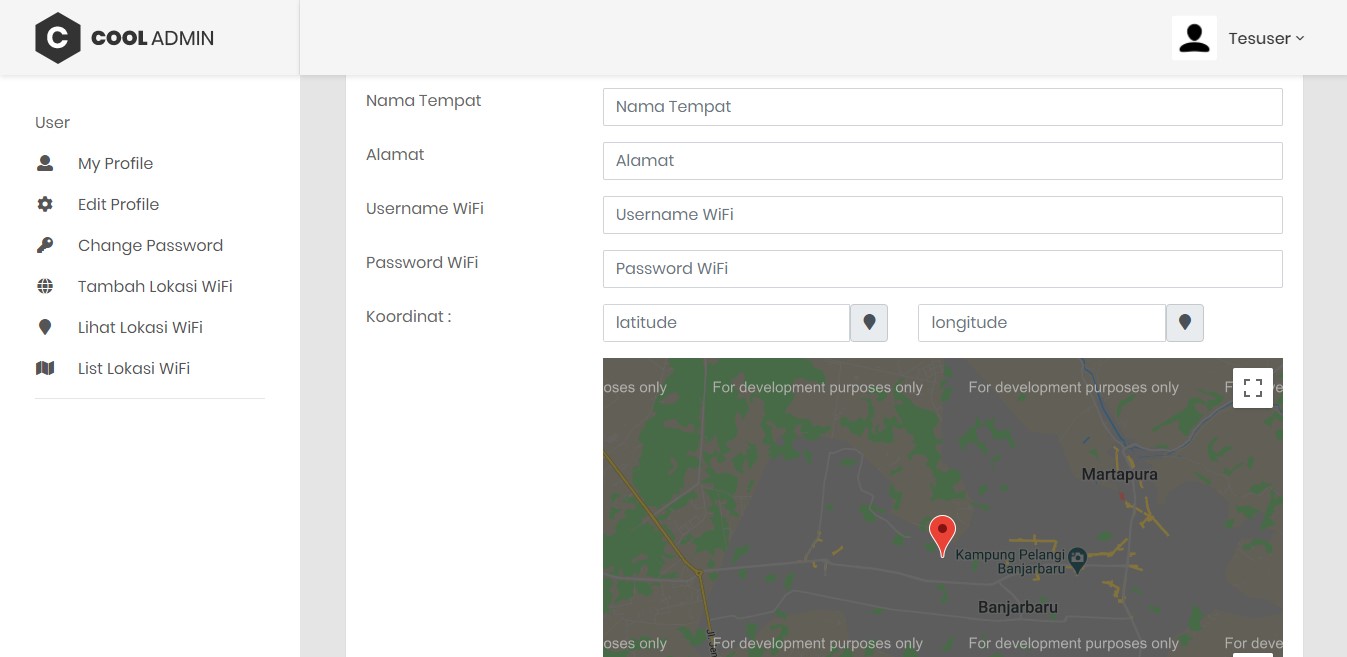 C COOL ADMIN
Tesuser
User
My Profile
Edit Profile
Change Password
Tambah Lokasi WiFi
Lihat Lokasi WiFi
List Lokasi WiFi
Nama Tempat
Nama Tempat
Alamat
Alamat
Username WiFi
Username WiFi
Password WiFi
Password WiFi
Koordinat :
latitude
longitude
oses only For development purposes only For development purposes only
Martapura
Kampung Pelangi
Banjarbaru
Banjarbaru
oses only For development purposes only For development purposes only For deve